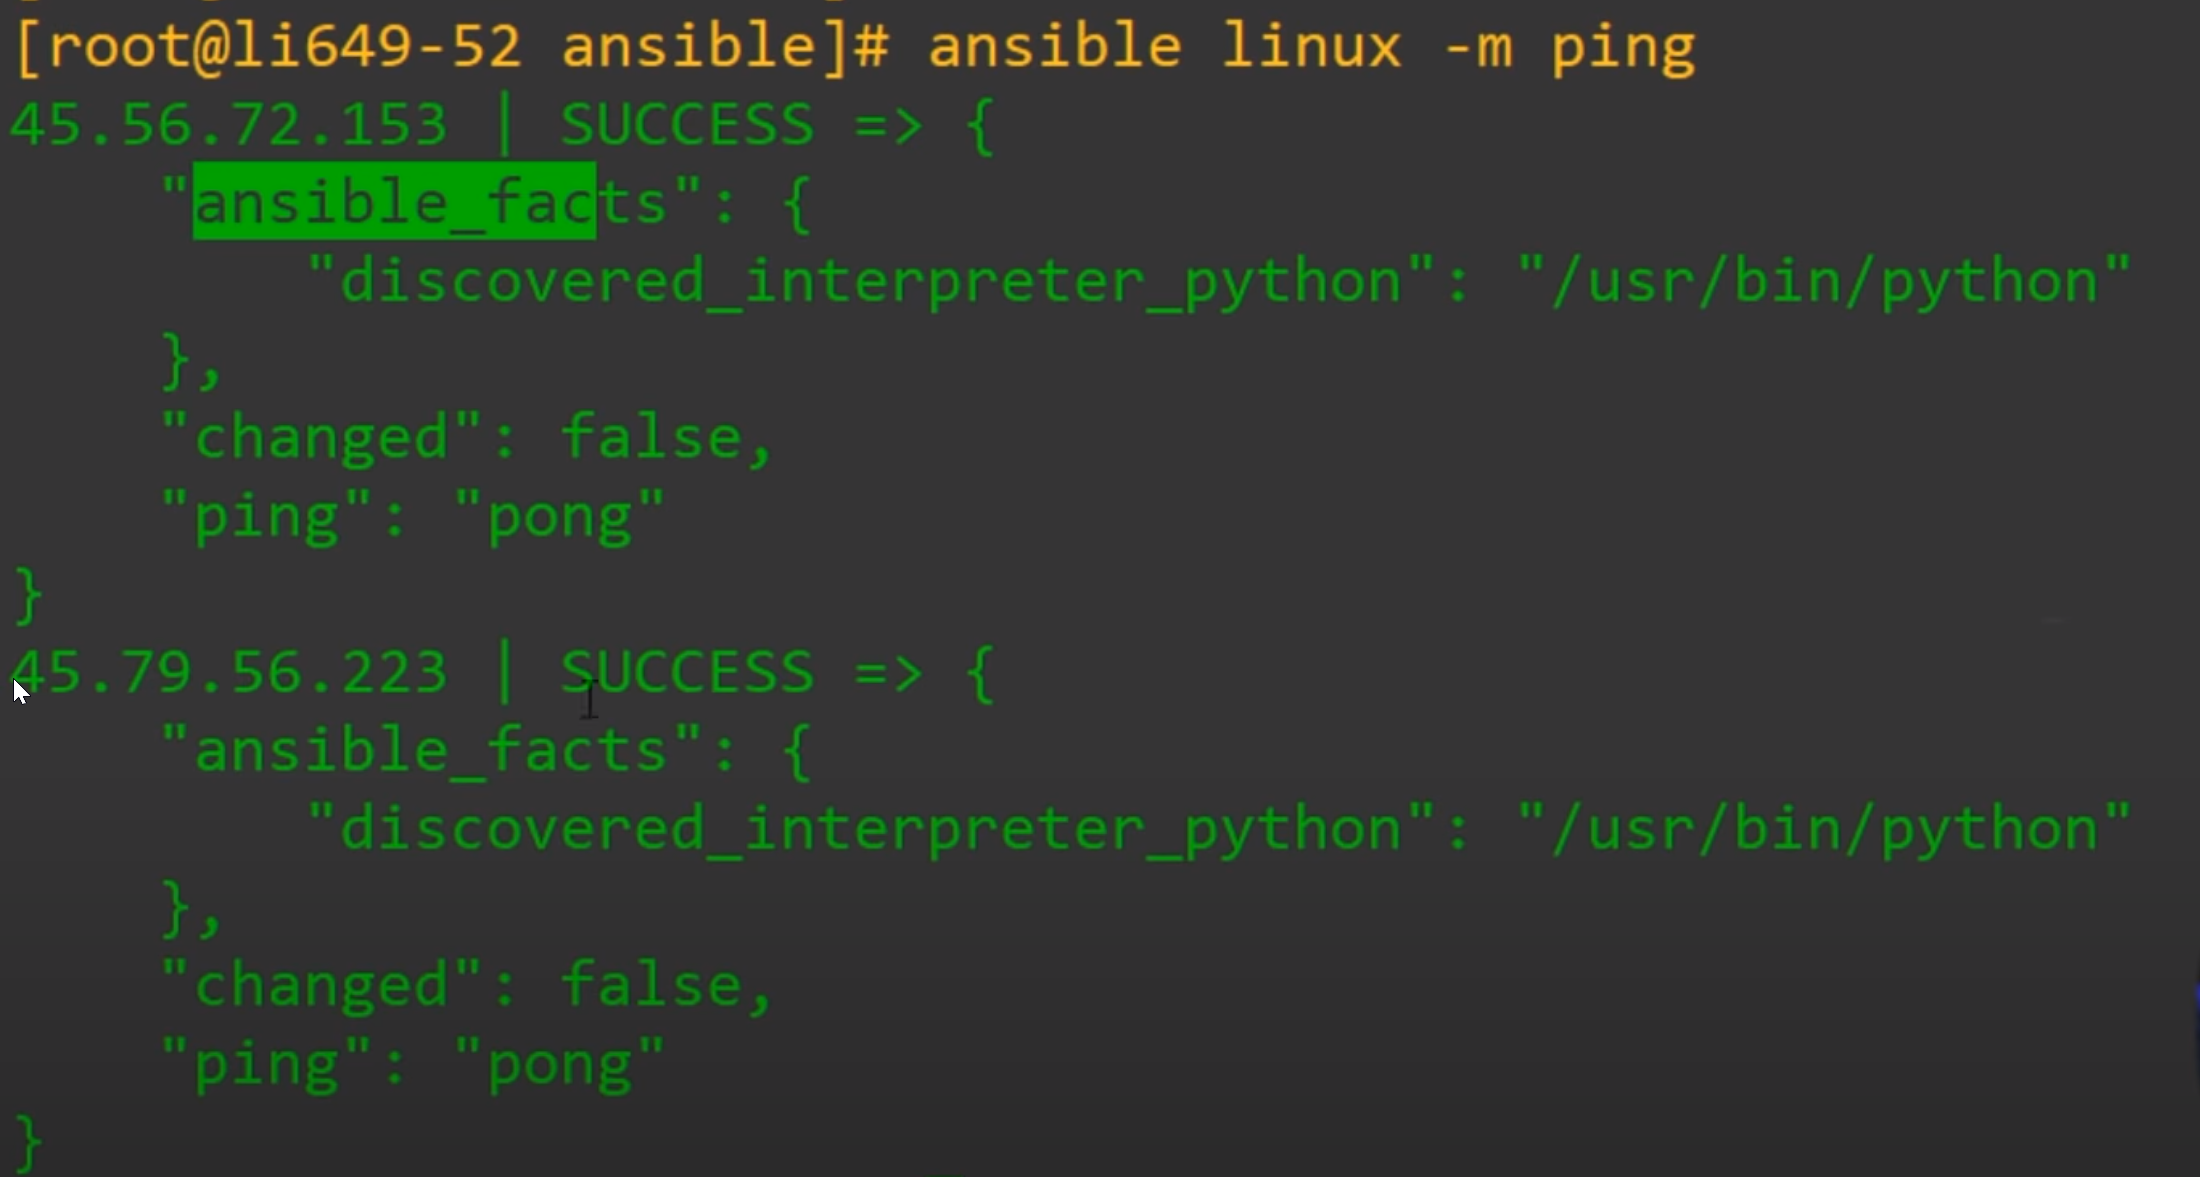 [root@li649-52 ansible]# ansible linux -m ping
45.56.72.153 | SUCCESS => {
    "ansible_facts": {
        "discovered_interpreter_python": "/usr/bin/python"
    },
    "changed": false,
    "ping": "pong"
}
45.79.56.223 | SUCCESS => {
    "ansible_facts": {
        "discovered_interpreter_python": "/usr/bin/python"
    },
    "changed": false,
    "ping": "pong"
}